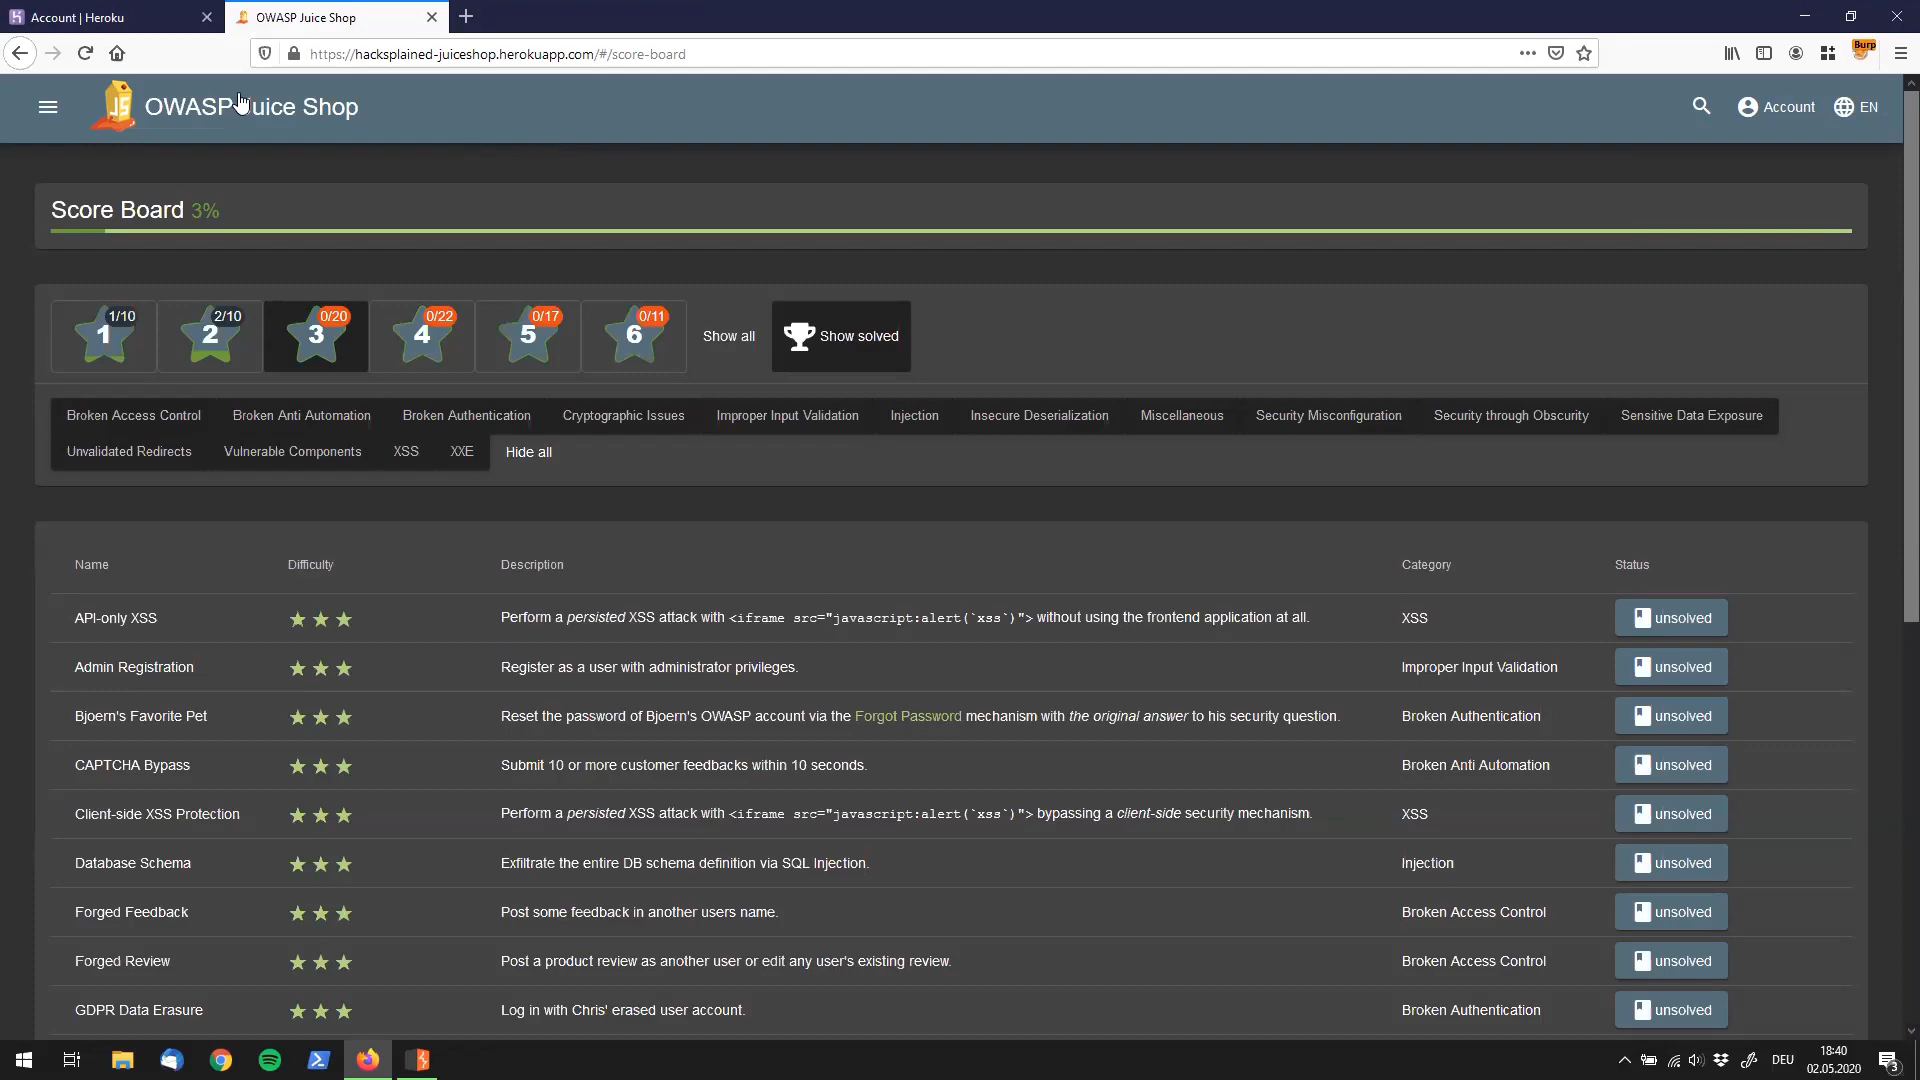 Account | Heroku
OWASP Juice Shop
https://hacksplained-juiceshop.herokuapp.com/#/score-board
Burp
JS
OWASP Juice Shop
Account
EN
Score Board 3%
1 1/10
2 2/10
3 0/20
4 0/22
5 0/17
6 0/11
Show all
Show solved
Broken Access Control Broken Anti Automation Broken Authentication Cryptographic Issues Improper Input Validation Injection Insecure Deserialization Miscellaneous Security Misconfiguration Security through Obscurity Sensitive Data Exposure
Unvalidated Redirects Vulnerable Components XSS XXE Hide all
Name Difficulty Description Category Status
API-only XSS Perform a persisted XSS attack with <iframe src="javascript:alert(`xss`)"> without using the frontend application at all. XSS unsolved
Admin Registration Register as a user with administrator privileges. Improper Input Validation unsolved
Bjoern's Favorite Pet Reset the password of Bjoern's OWASP account via the Forgot Password mechanism with the original answer to his security question. Broken Authentication unsolved
CAPTCHA Bypass Submit 10 or more customer feedbacks within 10 seconds. Broken Anti Automation unsolved
Client-side XSS Protection Perform a persisted XSS attack with <iframe src="javascript:alert(`xss`)"> bypassing a client-side security mechanism. XSS unsolved
Database Schema Exfiltrate the entire DB schema definition via SQL Injection. Injection unsolved
Forged Feedback Post some feedback in another users name. Broken Access Control unsolved
Forged Review Post a product review as another user or edit any user's existing review. Broken Access Control unsolved
GDPR Data Erasure Log in with Chris' erased user account. Broken Authentication unsolved
DEU
18:40
02.05.2020
3